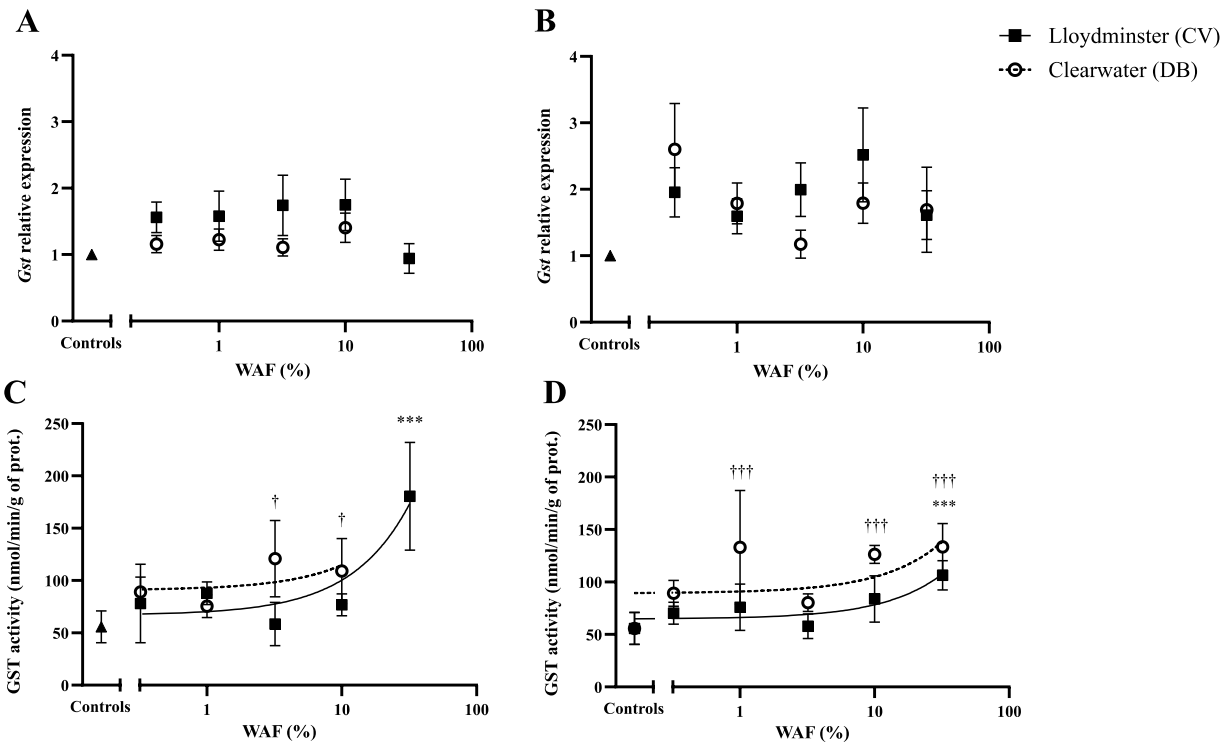 A
B
Lloydminster (CV)
Clearwater (DB)
Gst relative expression
4
3
2
1
0
Controls
1
10
100
WAF (%)
Gst relative expression
4
3
2
1
0
Controls
1
10
100
WAF (%)
C
D
GST activity (nmol/min/g of prot.)
250
200
150
100
50
0
†
†
***
Controls
1
10
100
WAF (%)
GST activity (nmol/min/g of prot.)
250
200
150
100
50
0
†††
†††
†††
***
Controls
1
10
100
WAF (%)